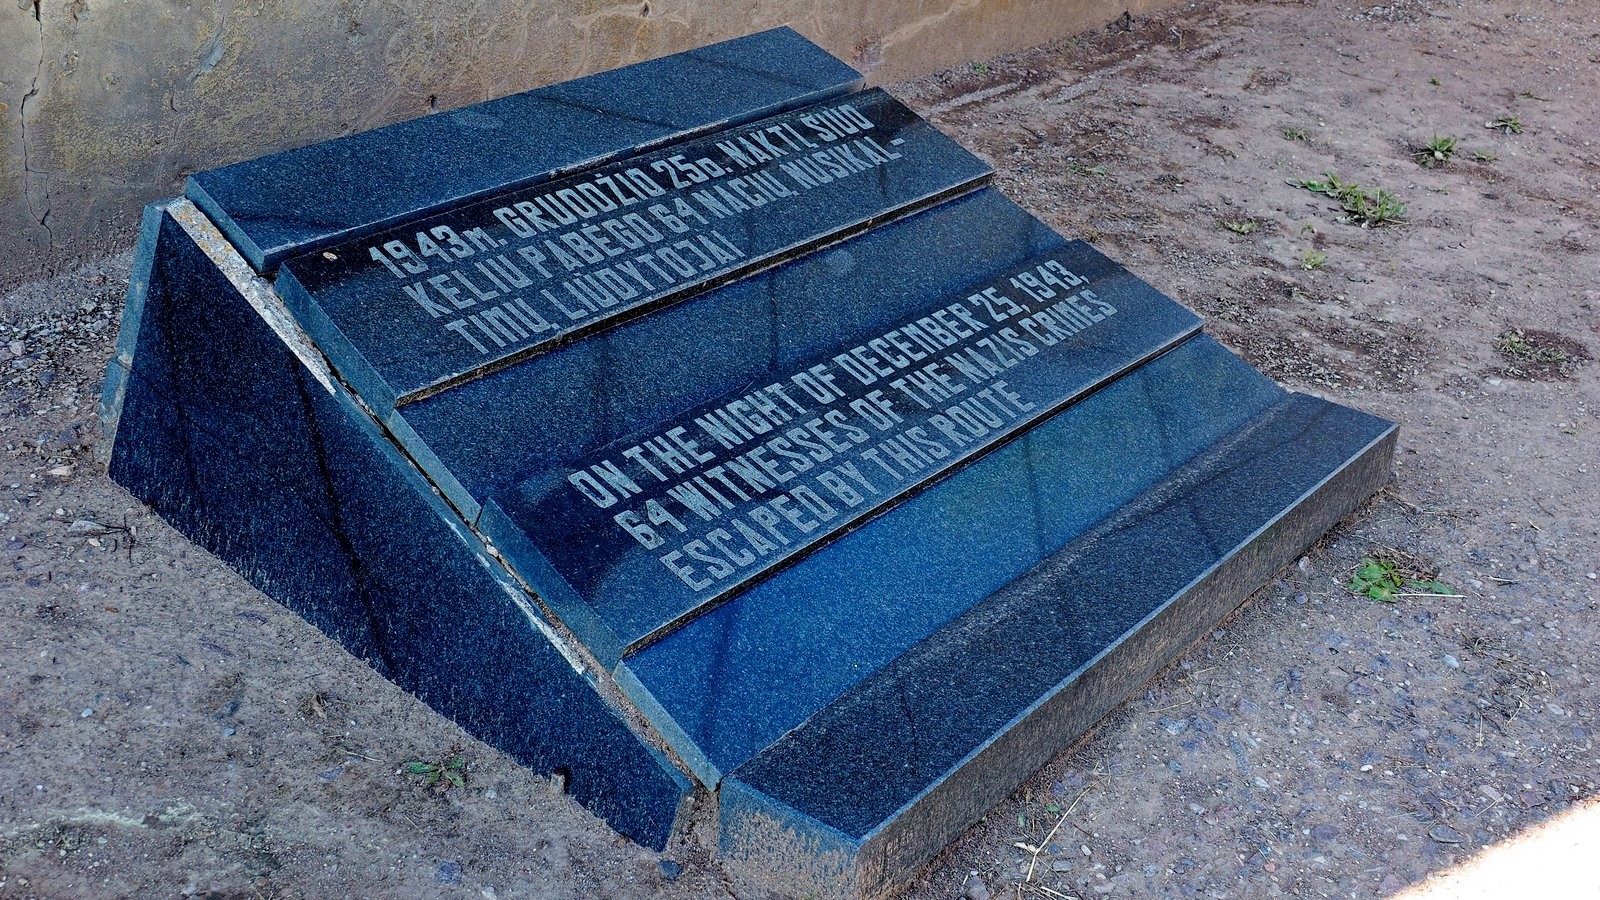 1943m. GRUODŽIO 25D. NAKTĮ, ŠIUO
KELIU PABĖGO 64 NACIŲ NUSIKAL-
TIMŲ LIUDYTOJAI
ON THE NIGHT OF DECEMBER 25, 1943,
64 WITNESSES OF THE NAZIS CRIMES
ESCAPED BY THIS ROUTE